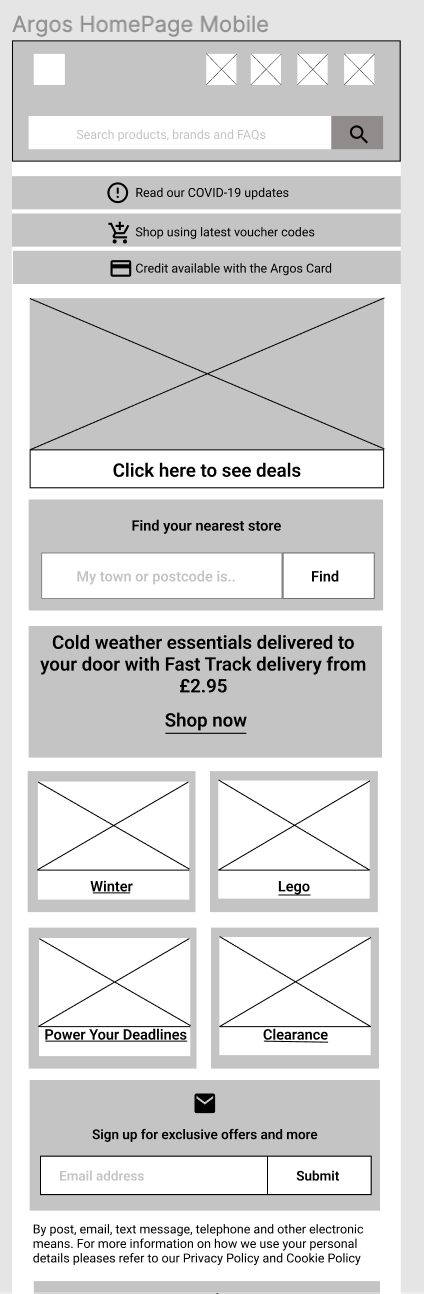 Argos HomePage Mobile
Search products, brands and FAQs
Read our COVID-19 updates
Shop using latest voucher codes
Credit available with the Argos Card
Click here to see deals
Find your nearest store
My town or postcode is..
Find
Cold weather essentials delivered to
your door with Fast Track delivery from
£2.95
Shop now
Winter
Lego
Power Your Deadlines
Clearance
Sign up for exclusive offers and more
Email address
Submit
By post, email, text message, telephone and other electronic
means. For more information on how we use your personal
details pleases refer to our Privacy Policy and Cookie Policy